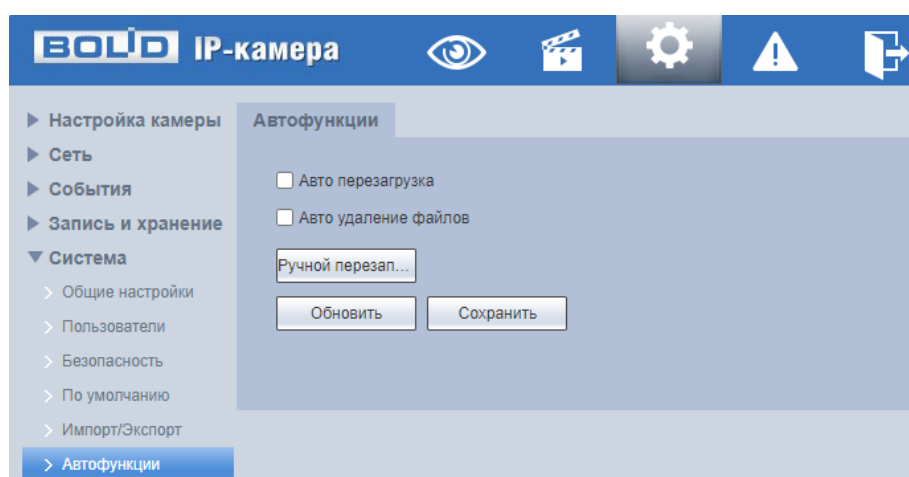 BOLID IP-камера
Настройка камеры
Сеть
События
Запись и хранение
Система
Общие настройки
Пользователи
Безопасность
По умолчанию
Импорт/Экспорт
Автофункции
Автофункции
Авто перезагрузка
Авто удаление файлов
Ручной перезап...
Обновить Сохранить